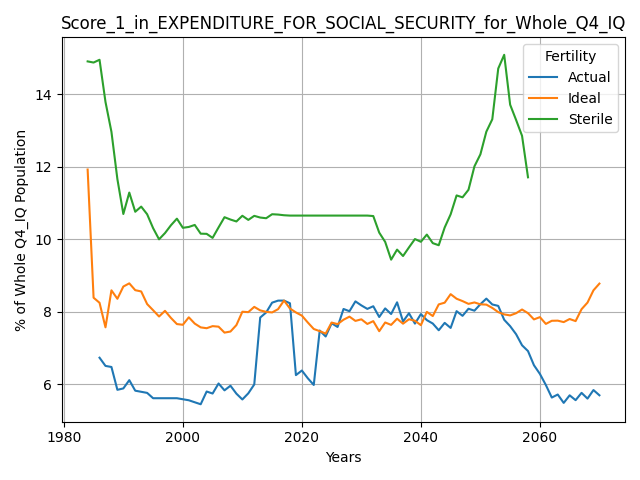 Score_1_in_EXPENDITURE_FOR_SOCIAL_SECURITY_for_Whole_Q4_IQ
Fertility
Actual
Ideal
Sterile
% of Whole Q4_IQ Population
14
12
10
8
6
1980 2000 2020 2040 2060
Years